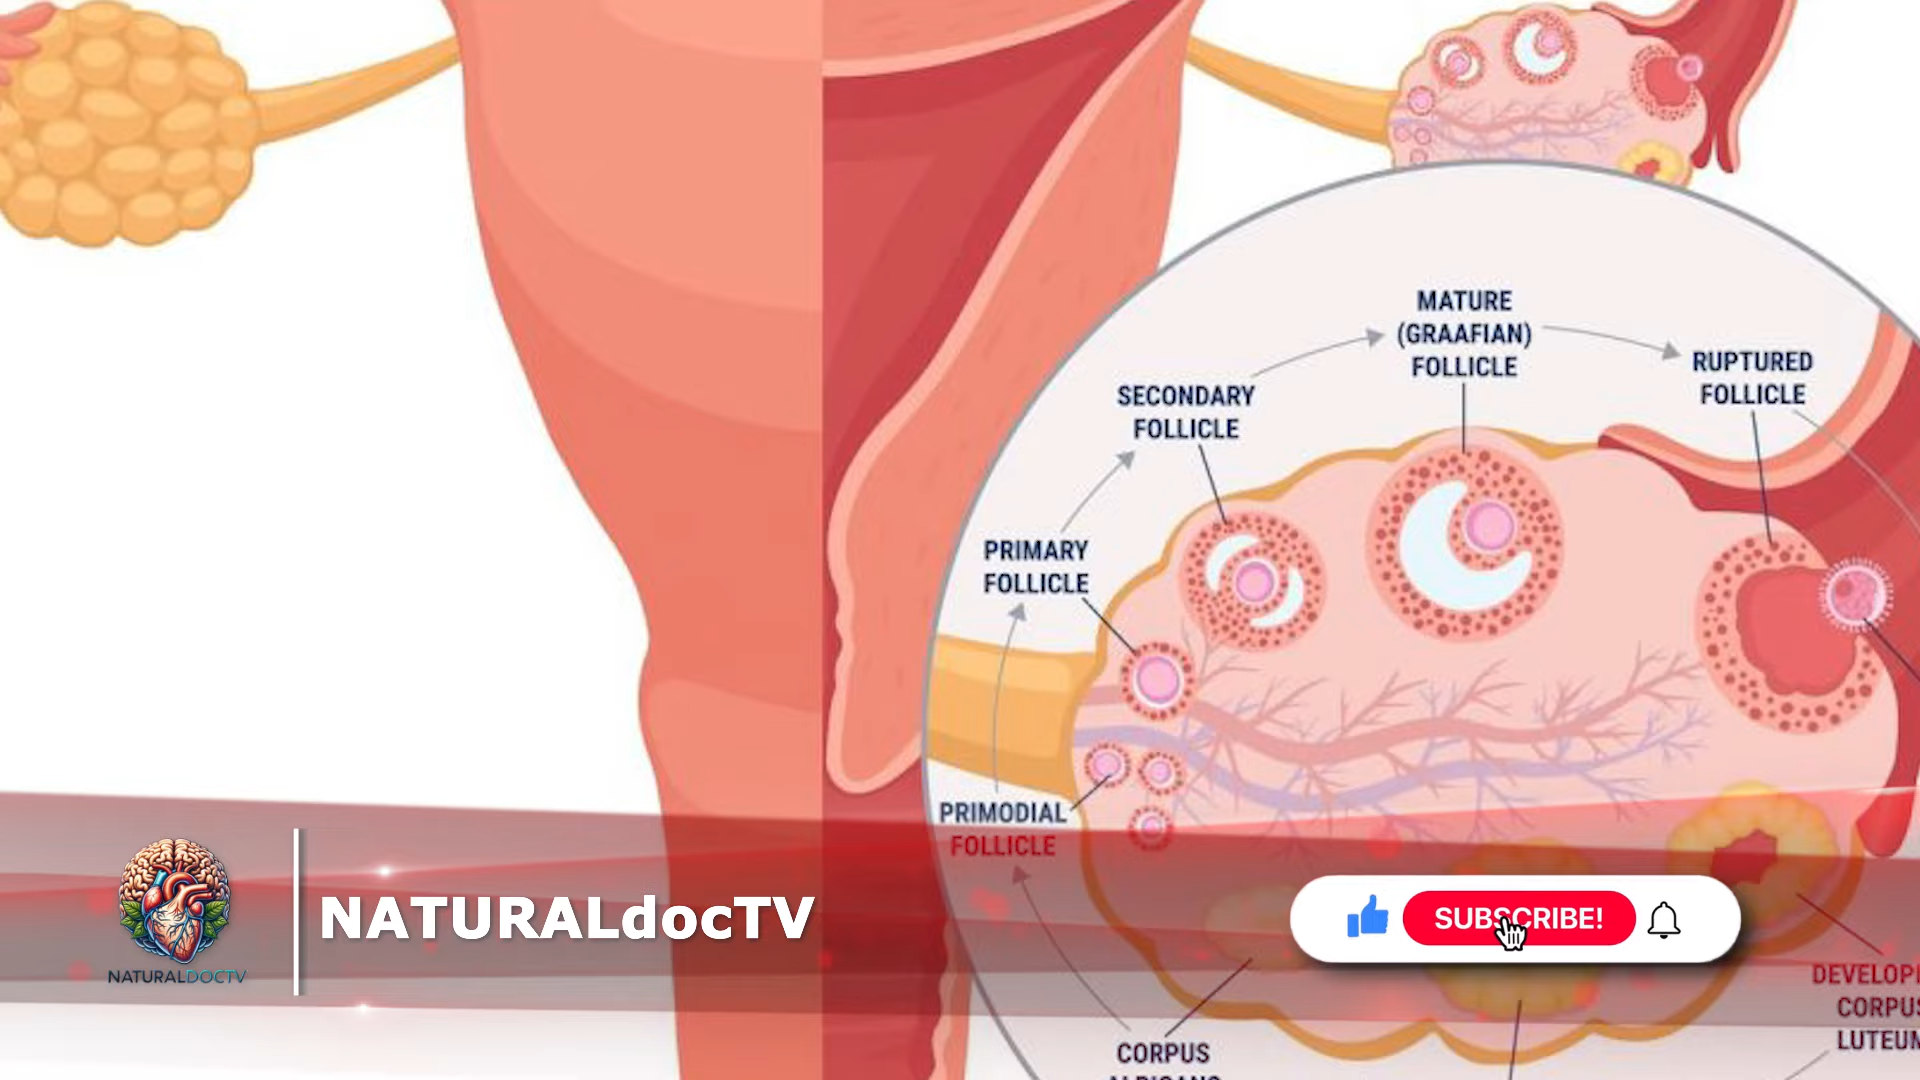 MATURE
(GRAAFIAN)
FOLLICLE
RUPTURED
FOLLICLE
SECONDARY
FOLLICLE
PRIMARY
FOLLICLE
PRIMODIAL
FOLLICLE
NATURALdocTV
NATURALDOCTV
SUBSCRIBE!
CORPUS
LUTEUM
CORPUS